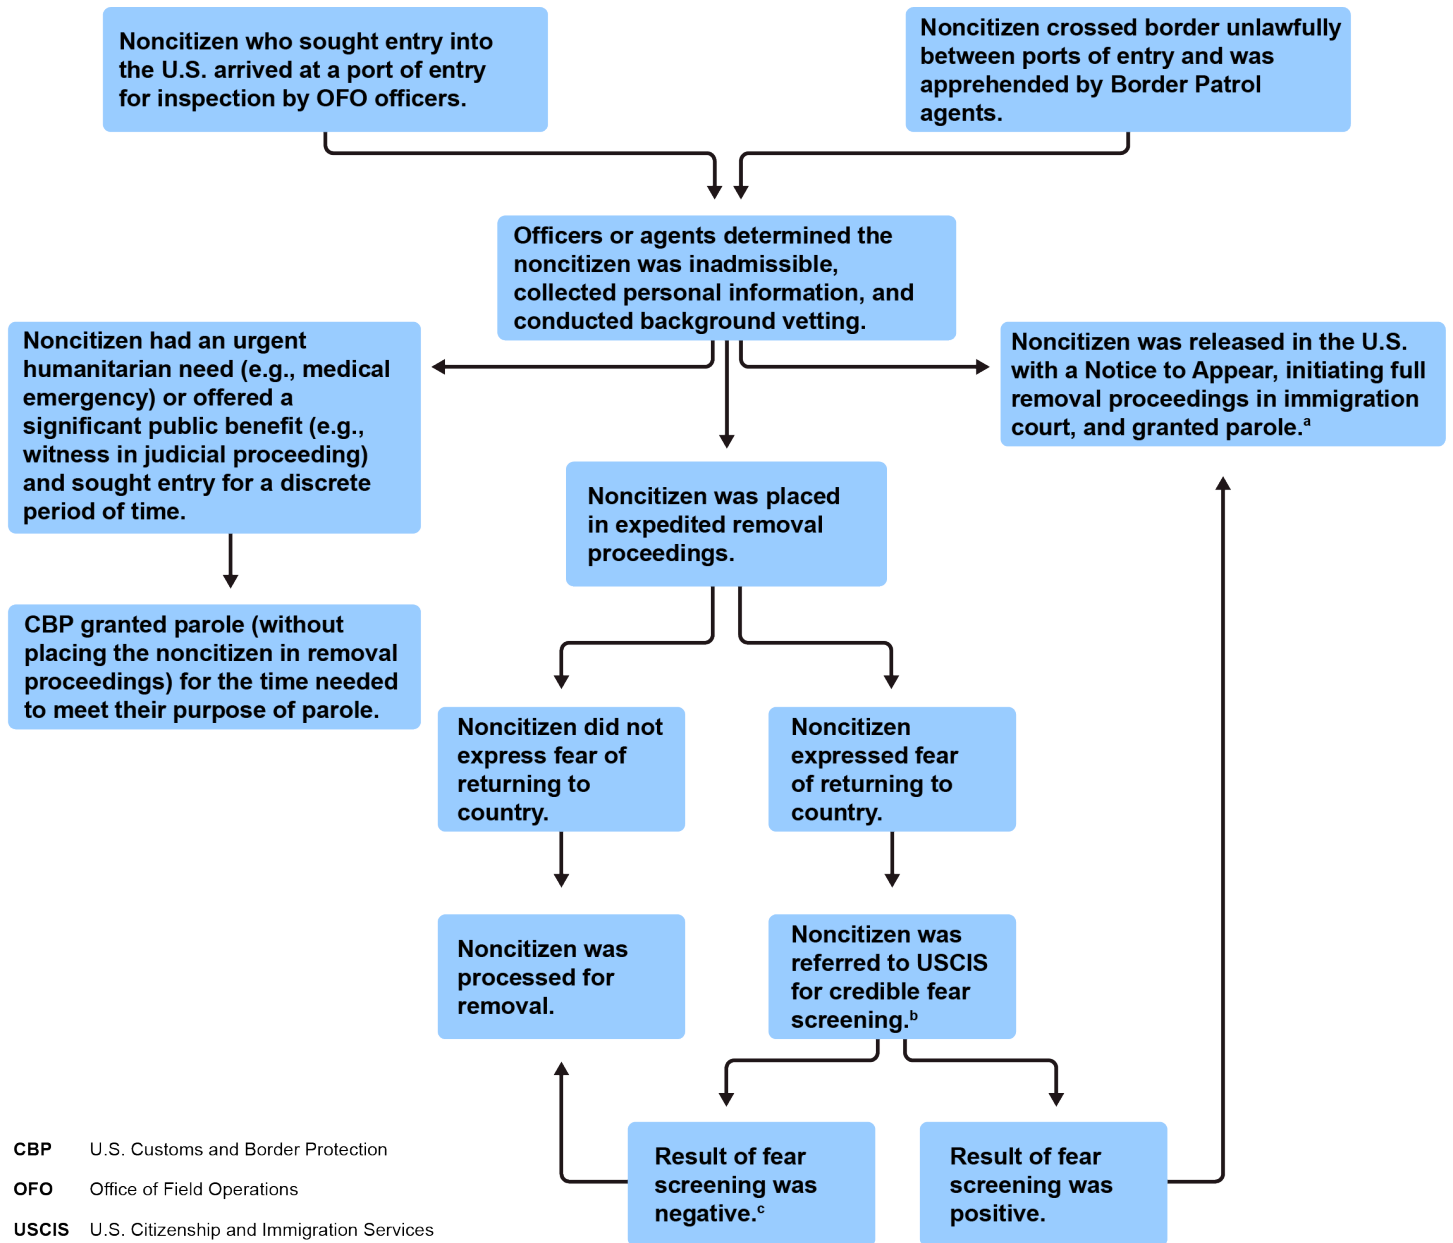 Noncitizen who sought entry into
the U.S. arrived at a port of entry
for inspection by OFO officers.
Noncitizen crossed border unlawfully
between ports of entry and was
apprehended by Border Patrol
agents.
Officers or agents determined the
noncitizen was inadmissible,
collected personal information, and
conducted background vetting.
Noncitizen had an urgent
humanitarian need (e.g., medical
emergency) or offered a
significant public benefit (e.g.,
witness in judicial proceeding)
and sought entry for a discrete
period of time.
Noncitizen was released in the U.S.
with a Notice to Appear, initiating full
removal proceedings in immigration
court, and granted parole.a
Noncitizen was placed
in expedited removal
proceedings.
CBP granted parole (without
placing the noncitizen in removal
proceedings) for the time needed
to meet their purpose of parole.
Noncitizen did not
express fear of
returning to
country.
Noncitizen
expressed fear
of returning to
country.
Noncitizen was
processed for
removal.
Noncitizen was
referred to USCIS
for credible fear
screening.b
Result of fear
screening was
negative.c
Result of fear
screening was
positive.
CBP U.S. Customs and Border Protection
OFO Office of Field Operations
USCIS U.S. Citizenship and Immigration Services